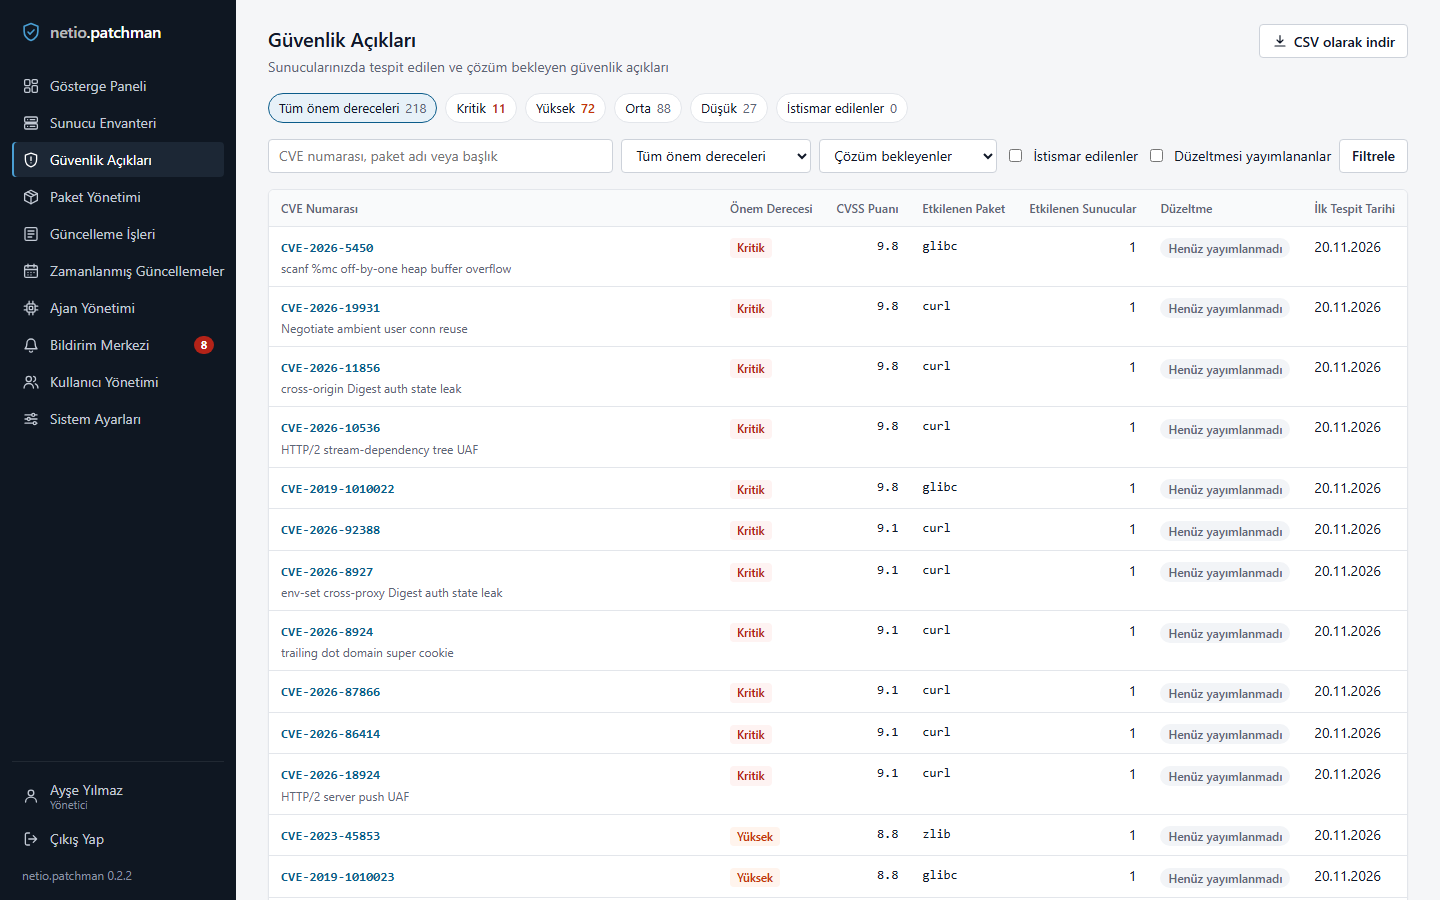 netio.patchman
Gösterge Paneli
Sunucu Envanteri
Güvenlik Açıkları
Paket Yönetimi
Güncelleme İşleri
Zamanlanmış Güncellemeler
Ajan Yönetimi
Bildirim Merkezi 8
Kullanıcı Yönetimi
Sistem Ayarları
Ayşe Yılmaz
Yönetici
Çıkış Yap
netio.patchman 0.2.2
Güvenlik Açıkları
Sunucularınızda tespit edilen ve çözüm bekleyen güvenlik açıkları
CSV olarak indir
Tüm önem dereceleri 218 Kritik 11 Yüksek 72 Orta 88 Düşük 27 İstismar edilenler 0
CVE numarası, paket adı veya başlık Tüm önem dereceleri Çözüm bekleyenler İstismar edilenler Düzeltmesi yayımlananlar Filtrele
CVE Numarası Önem Derecesi CVSS Puanı Etkilenen Paket Etkilenen Sunucular Düzeltme İlk Tespit Tarihi
CVE-2026-5450 Kritik 9.8 glibc 1 Henüz yayımlanmadı 20.11.2026
scanf %mc off-by-one heap buffer overflow
CVE-2026-19931 Kritik 9.8 curl 1 Henüz yayımlanmadı 20.11.2026
Negotiate ambient user conn reuse
CVE-2026-11856 Kritik 9.8 curl 1 Henüz yayımlanmadı 20.11.2026
cross-origin Digest auth state leak
CVE-2026-10536 Kritik 9.8 curl 1 Henüz yayımlanmadı 20.11.2026
HTTP/2 stream-dependency tree UAF
CVE-2019-1010022 Kritik 9.8 glibc 1 Henüz yayımlanmadı 20.11.2026
CVE-2026-92388 Kritik 9.1 curl 1 Henüz yayımlanmadı 20.11.2026
CVE-2026-8927 Kritik 9.1 curl 1 Henüz yayımlanmadı 20.11.2026
env-set cross-proxy Digest auth state leak
CVE-2026-8924 Kritik 9.1 curl 1 Henüz yayımlanmadı 20.11.2026
trailing dot domain super cookie
CVE-2026-87866 Kritik 9.1 curl 1 Henüz yayımlanmadı 20.11.2026
CVE-2026-86414 Kritik 9.1 curl 1 Henüz yayımlanmadı 20.11.2026
CVE-2026-18924 Kritik 9.1 curl 1 Henüz yayımlanmadı 20.11.2026
HTTP/2 server push UAF
CVE-2023-45853 Yüksek 8.8 zlib 1 Henüz yayımlanmadı 20.11.2026
CVE-2019-1010023 Yüksek 8.8 glibc 1 Henüz yayımlanmadı 20.11.2026